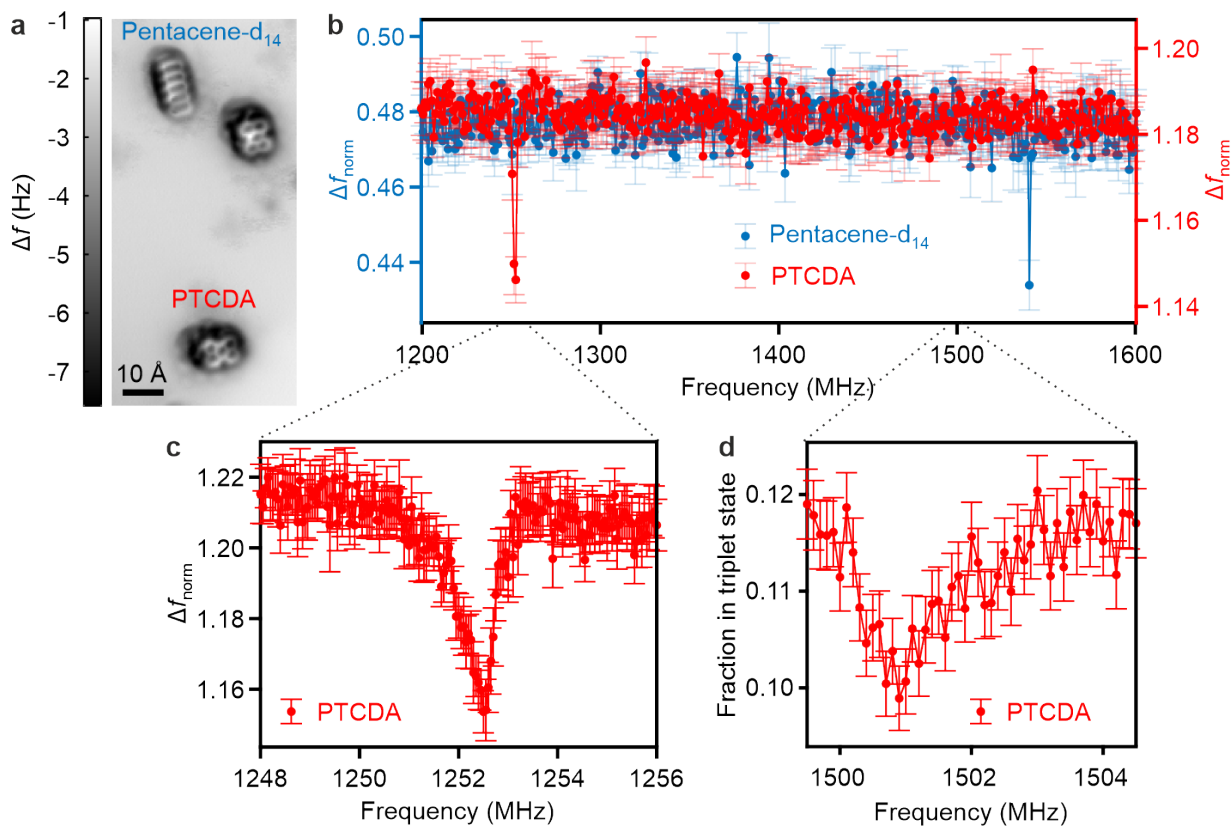 a
Pentacene-d₁₄
PTCDA
10 Å
-1
-2
-3
-4
-5
-6
-7
Δf (Hz)
b
0.50
0.48
0.46
0.44
Δf_norm
1.20
1.18
1.16
1.14
Δf_norm
Pentacene-d₁₄
PTCDA
1200 1300 1400 1500 1600
Frequency (MHz)
c
1.22
1.20
1.18
1.16
Δf_norm
PTCDA
1248 1250 1252 1254 1256
Frequency (MHz)
d
0.12
0.11
0.10
Fraction in triplet state
PTCDA
1500 1502 1504
Frequency (MHz)